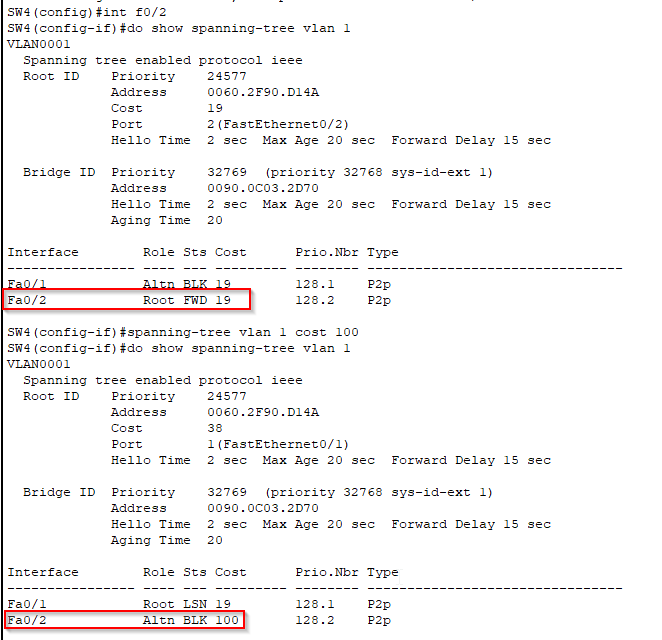 SW4(config)#int f0/2
SW4(config-if)#do show spanning-tree vlan 1
VLAN0001
  Spanning tree enabled protocol ieee
  Root ID    Priority    24577
             Address     0060.2F90.D14A
             Cost        19
             Port        2(FastEthernet0/2)
             Hello Time  2 sec  Max Age 20 sec  Forward Delay 15 sec

  Bridge ID  Priority    32769  (priority 32768 sys-id-ext 1)
             Address     0090.0C03.2D70
             Hello Time  2 sec  Max Age 20 sec  Forward Delay 15 sec
             Aging Time  20

Interface        Role Sts Cost      Prio.Nbr Type
---------------- ---- --- --------- -------- --------------------------------
Fa0/1            Altn BLK 19        128.1    P2p
Fa0/2            Root FWD 19        128.2    P2p

SW4(config-if)#spanning-tree vlan 1 cost 100
SW4(config-if)#do show spanning-tree vlan 1
VLAN0001
  Spanning tree enabled protocol ieee
  Root ID    Priority    24577
             Address     0060.2F90.D14A
             Cost        38
             Port        1(FastEthernet0/1)
             Hello Time  2 sec  Max Age 20 sec  Forward Delay 15 sec

  Bridge ID  Priority    32769  (priority 32768 sys-id-ext 1)
             Address     0090.0C03.2D70
             Hello Time  2 sec  Max Age 20 sec  Forward Delay 15 sec
             Aging Time  20

Interface        Role Sts Cost      Prio.Nbr Type
---------------- ---- --- --------- -------- --------------------------------
Fa0/1            Root LSN 19        128.1    P2p
Fa0/2            Altn BLK 100       128.2    P2p